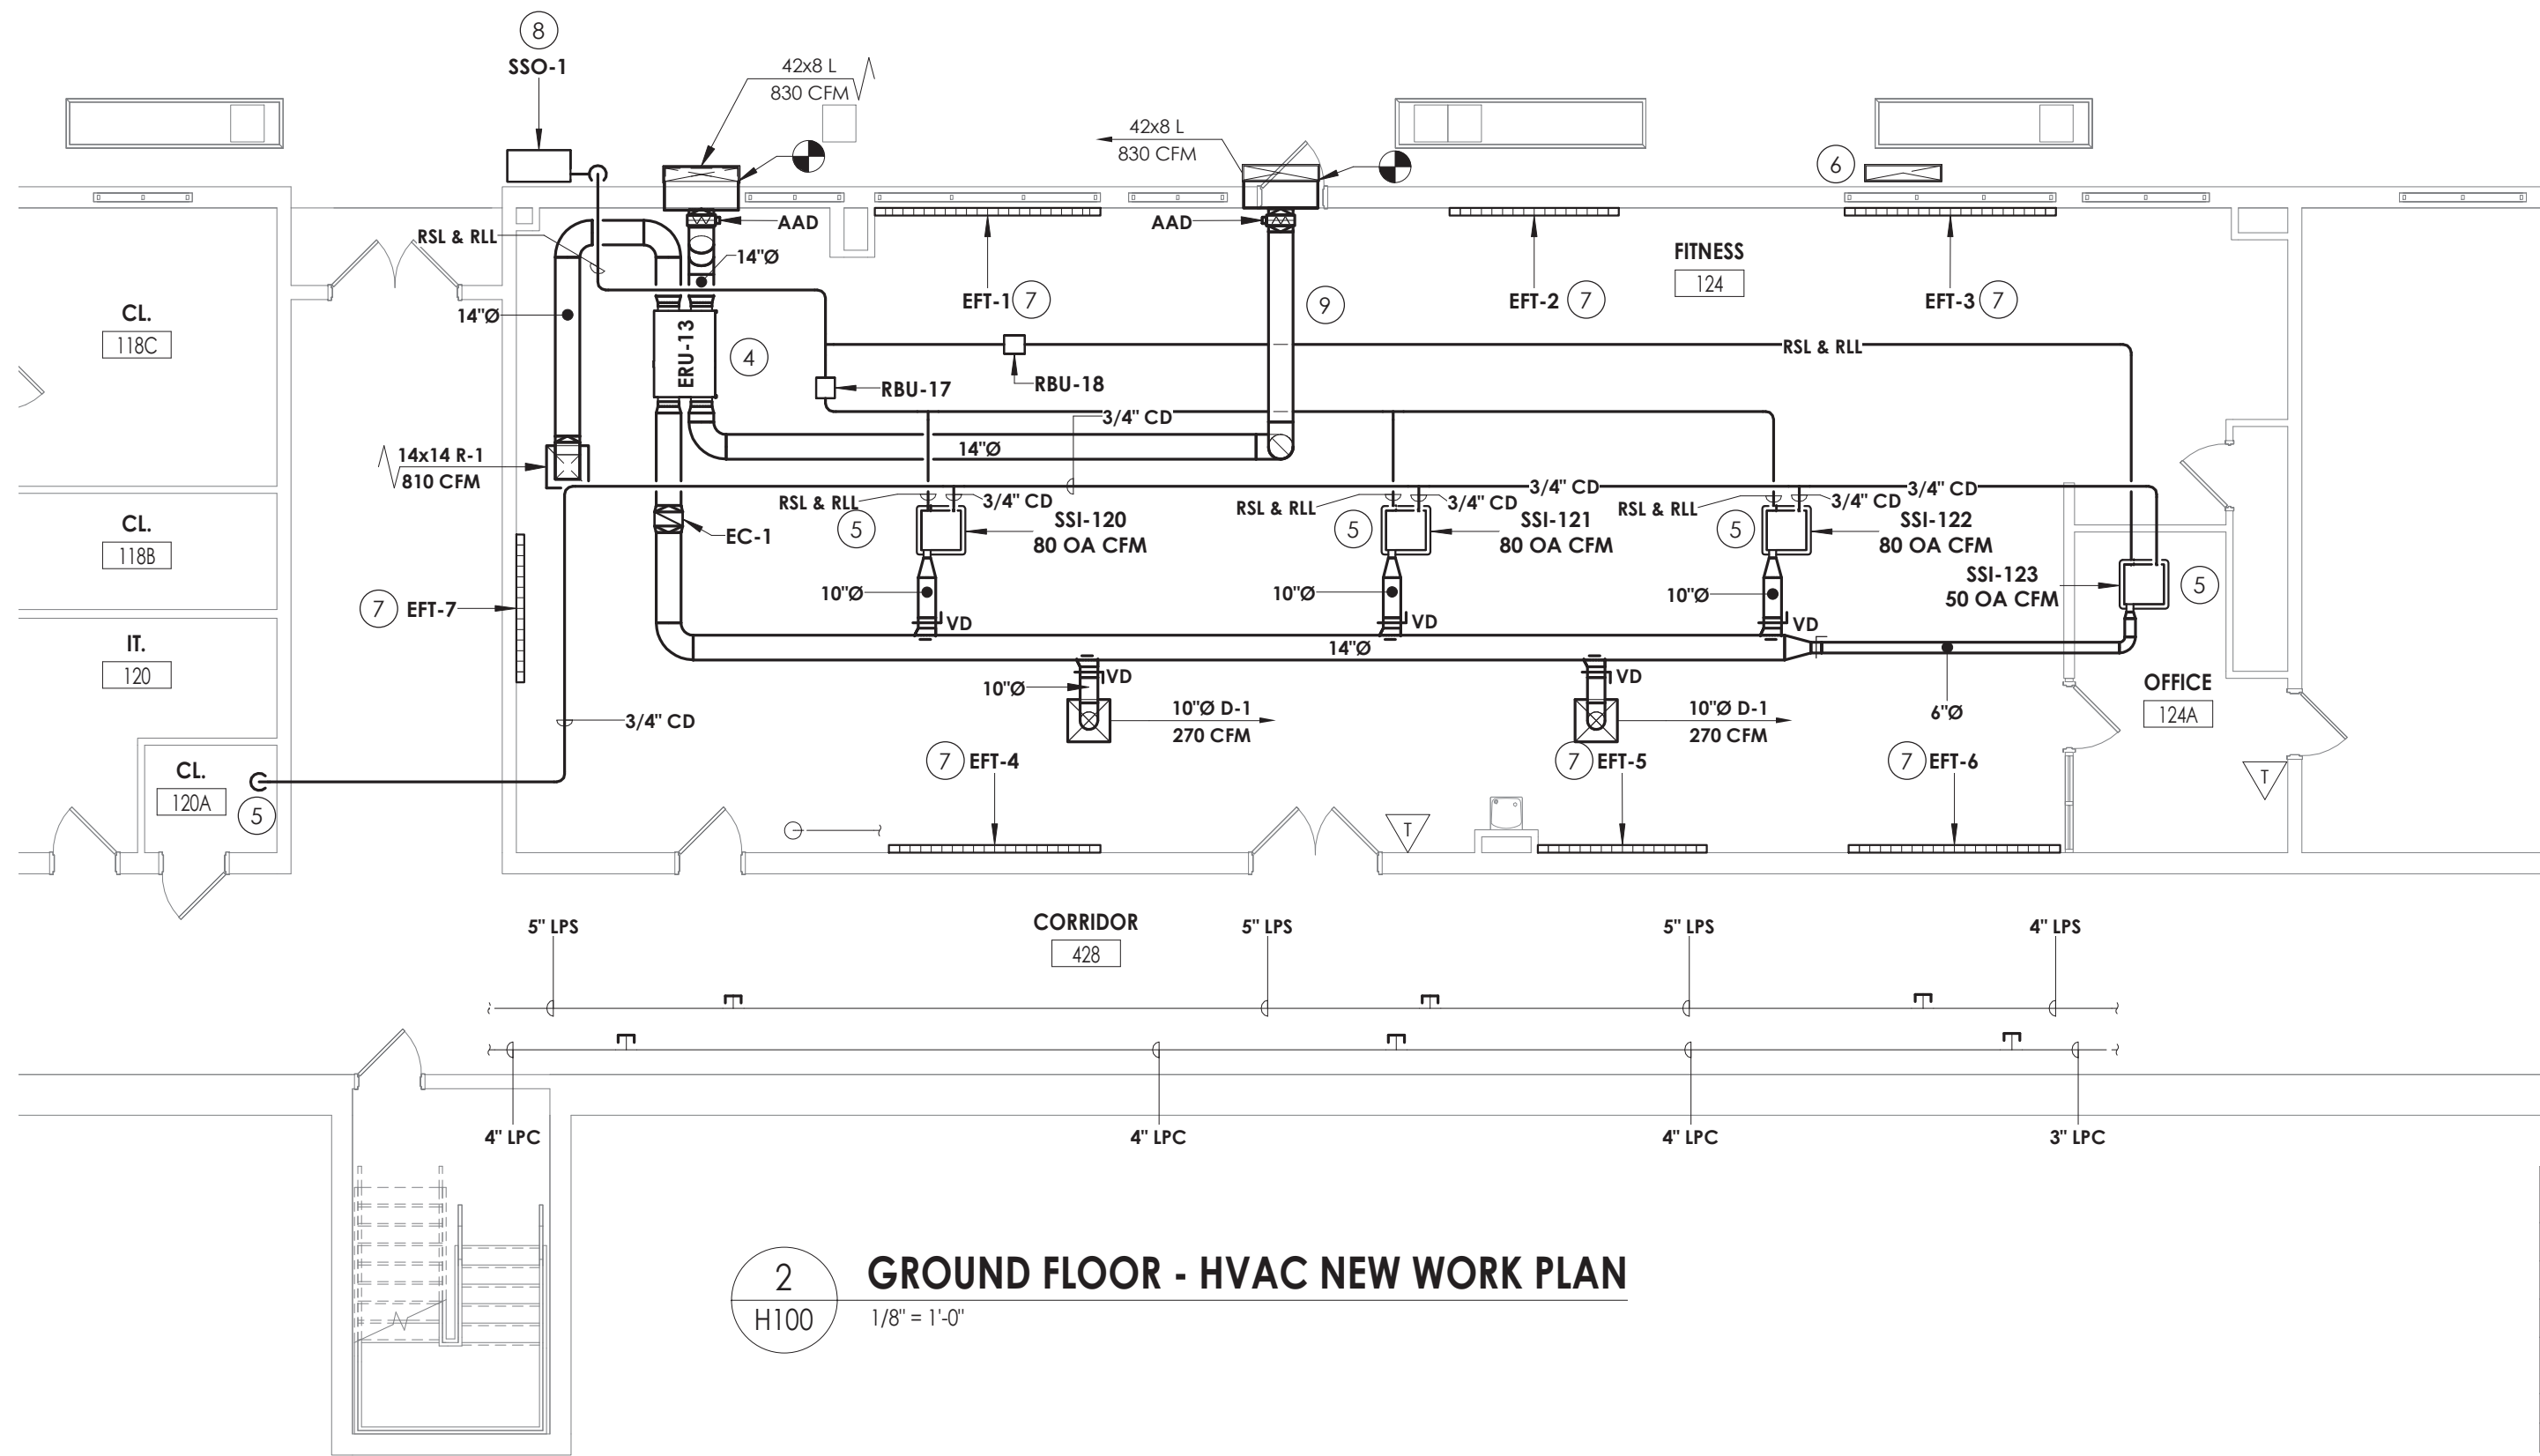 8
SSO-1
42x8 L
830 CFM
42x8 L
830 CFM
6
RSL & RLL
AAD
AAD
14"Ø
FITNESS
124
EFT-1 7
EFT-2 7
EFT-3 7
9
CL.
118C
14"Ø
ERU-13
4
RSL & RLL
RBU-17
RBU-18
3/4" CD
14"Ø
14x14 R-1
810 CFM
RSL & RLL
3/4" CD
RSL & RLL
3/4" CD
3/4" CD
RSL & RLL
3/4" CD
3/4" CD
CL.
118B
EC-1
5
SSI-120
80 OA CFM
5
SSI-121
80 OA CFM
5
SSI-122
80 OA CFM
SSI-123
50 OA CFM
5
7 EFT-7
10"Ø
10"Ø
10"Ø
VD
VD
VD
IT.
120
14"Ø
10"Ø
VD
VD
10"Ø D-1
270 CFM
10"Ø D-1
270 CFM
6"Ø
OFFICE
124A
3/4" CD
7 EFT-4
7 EFT-5
7 EFT-6
CL.
120A
5
T
T
5" LPS
CORRIDOR
428
5" LPS
5" LPS
4" LPS
4" LPC
4" LPC
4" LPC
3" LPC
2
H100
GROUND FLOOR - HVAC NEW WORK PLAN
1/8" = 1'-0"